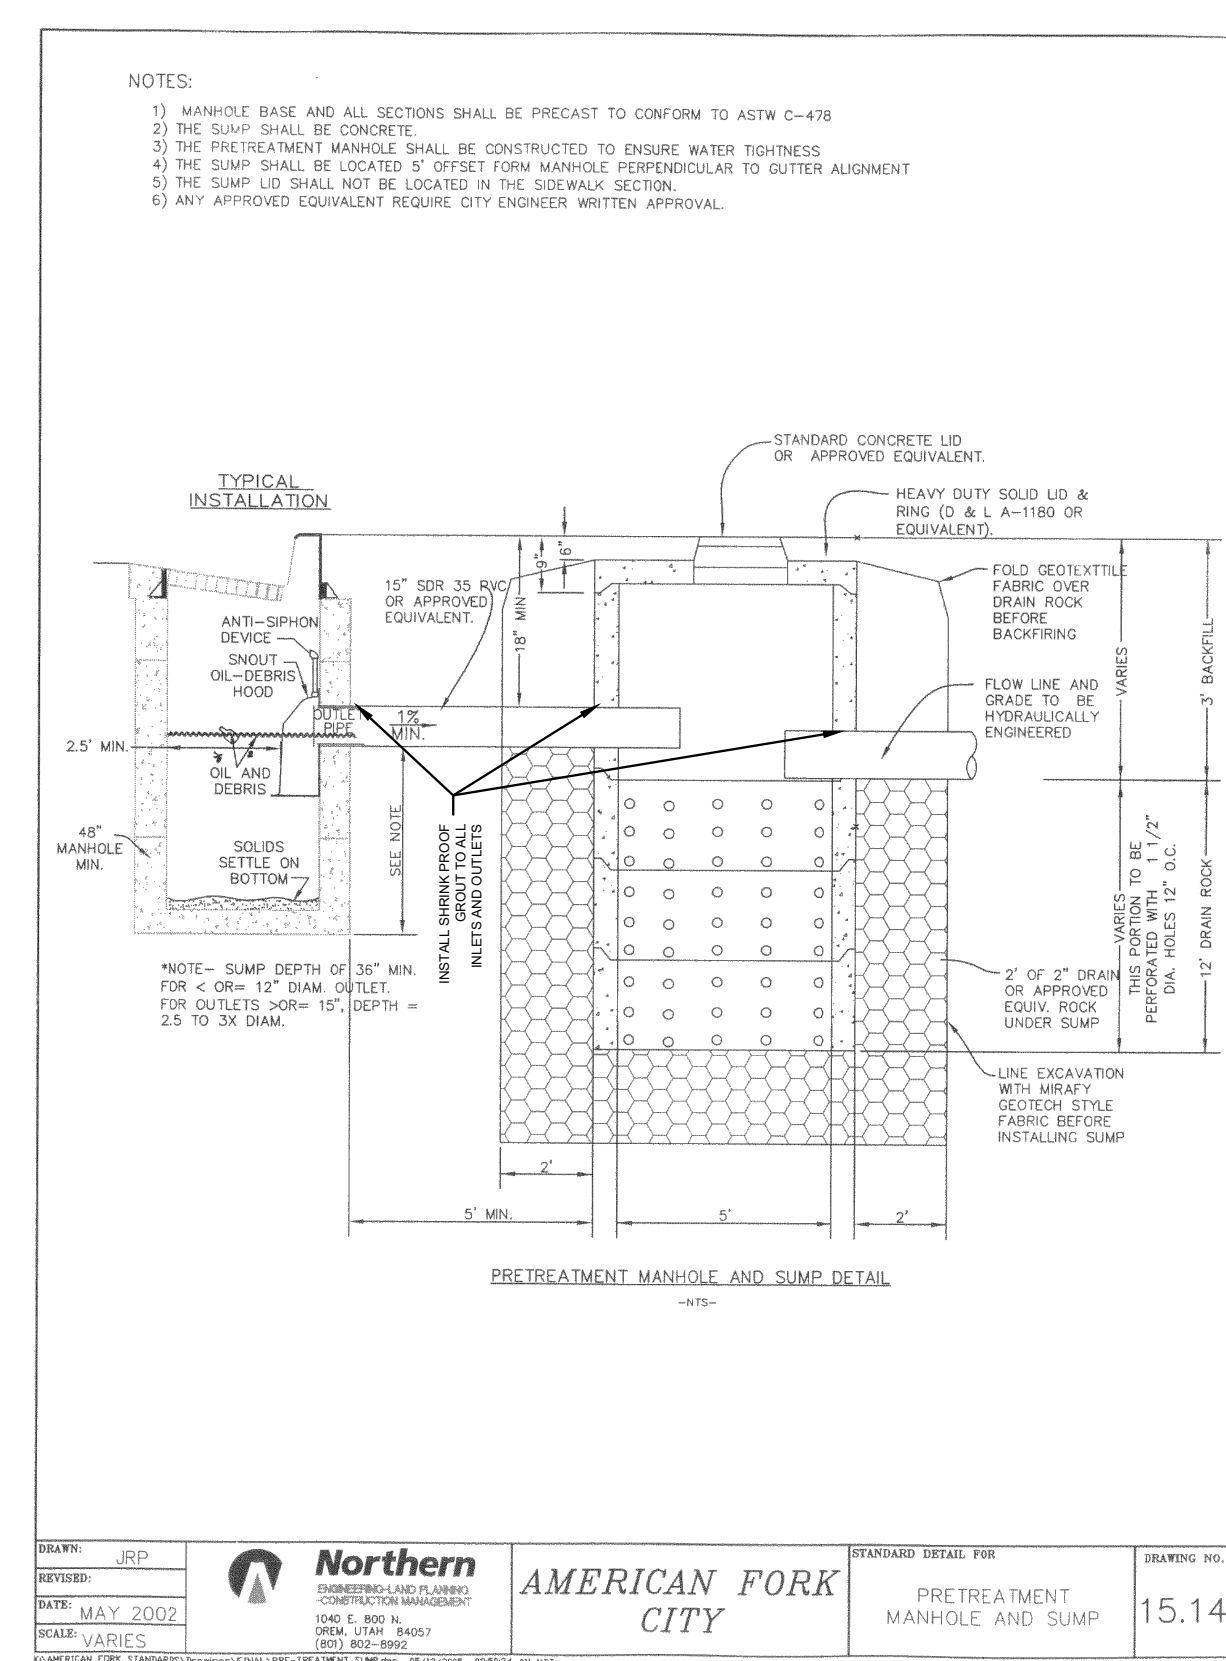 NOTES:
1) MANHOLE BASE AND ALL SECTIONS SHALL BE PRECAST TO CONFORM TO ASTW C-478
2) THE SUMP SHALL BE CONCRETE.
3) THE PRETREATMENT MANHOLE SHALL BE CONSTRUCTED TO ENSURE WATER TIGHTNESS
4) THE SUMP SHALL BE LOCATED 5' OFFSET FORM MANHOLE PERPENDICULAR TO GUTTER ALIGNMENT
5) THE SUMP LID SHALL NOT BE LOCATED IN THE SIDEWALK SECTION.
6) ANY APPROVED EQUIVALENT REQUIRE CITY ENGINEER WRITTEN APPROVAL.
STANDARD CONCRETE LID
OR APPROVED EQUIVALENT.
TYPICAL
INSTALLATION
HEAVY DUTY SOLID LID &
RING (D & L A-1180 OR
EQUIVALENT).
6"
9"
18" MIN
15" SDR 35 PVC
OR APPROVED
EQUIVALENT.
FOLD GEOTEXTTILE
FABRIC OVER
DRAIN ROCK
BEFORE
BACKFIRING
ANTI-SIPHON
DEVICE
SNOUT
OIL-DEBRIS
HOOD
VARIES
3' BACKFILL
FLOW LINE AND
GRADE TO BE
HYDRAULICALLY
ENGINEERED
OUTLET
PIPE
1%
MIN.
2.5' MIN.
OIL AND
DEBRIS
48"
MANHOLE
MIN.
SOLIDS
SETTLE ON
BOTTOM
SEE NOTE
INSTALL SHRINK PROOF
GROUT TO ALL
INLETS AND OUTLETS
VARIES
THIS PORTION TO BE
PERFORATED WITH 1 1/2"
DIA. HOLES 12" O.C.
12' DRAIN ROCK
*NOTE- SUMP DEPTH OF 36" MIN.
FOR < OR= 12" DIAM. OUTLET.
FOR OUTLETS >OR= 15", DEPTH =
2.5 TO 3X DIAM.
2' OF 2" DRAIN
OR APPROVED
EQUIV. ROCK
UNDER SUMP
LINE EXCAVATION
WITH MIRAFY
GEOTECH STYLE
FABRIC BEFORE
INSTALLING SUMP
2'
5' MIN.
5'
2'
PRETREATMENT MANHOLE AND SUMP DETAIL
-NTS-
DRAWN: JRP
REVISED:
DATE: MAY 2002
SCALE: VARIES
Northern
ENGINEERING-LAND PLANNING
-CONSTRUCTION MANAGEMENT
1040 E. 800 N.
OREM, UTAH 84057
(801) 802-8992
AMERICAN FORK
CITY
STANDARD DETAIL FOR
PRETREATMENT
MANHOLE AND SUMP
DRAWING NO.
15.14